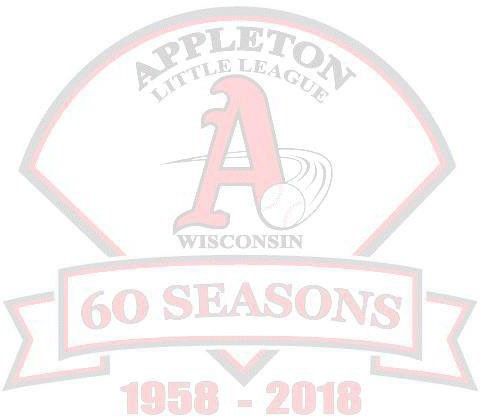 APPLETON
LITTLE LEAGUE
A
WISCONSIN
60 SEASONS
1958 - 2018